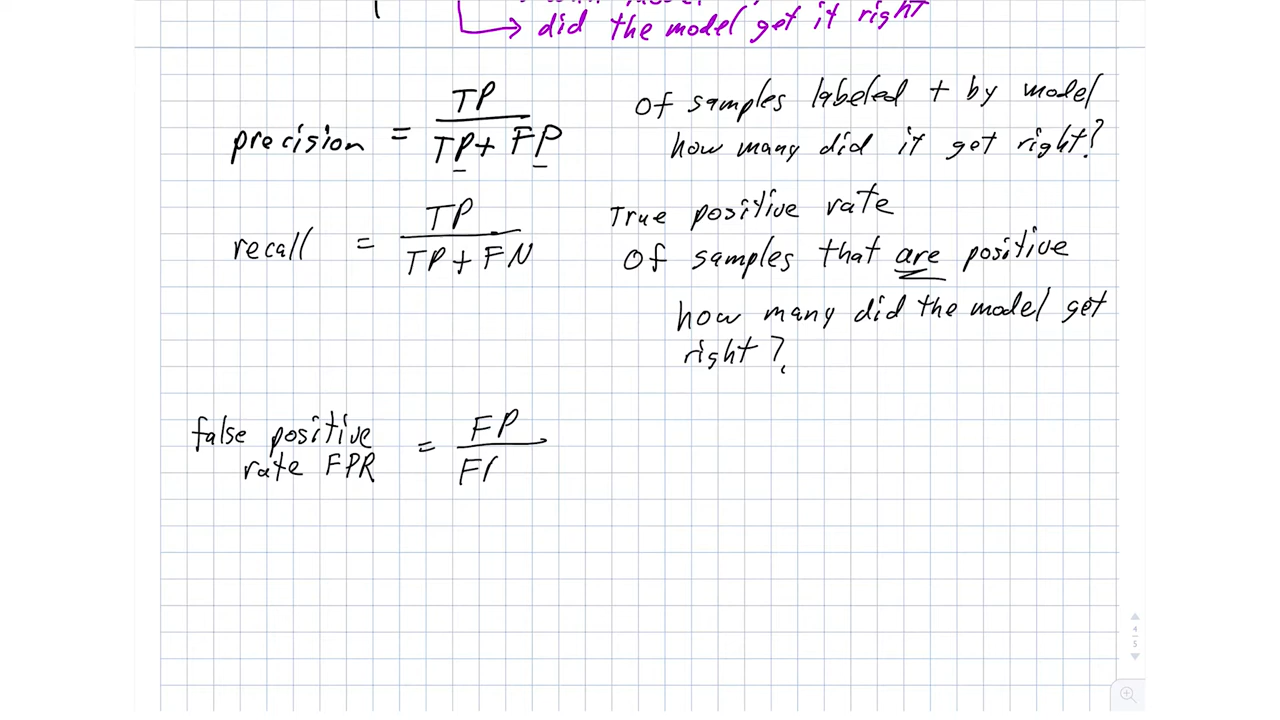 did the model get it right
precision = TP / TP + FP
Of samples labeled + by model
how many did it get right?
recall = TP / TP + FN
True positive rate
Of samples that are positive
how many did the model get
right?
false positive
rate FPR = FP / F
4
5